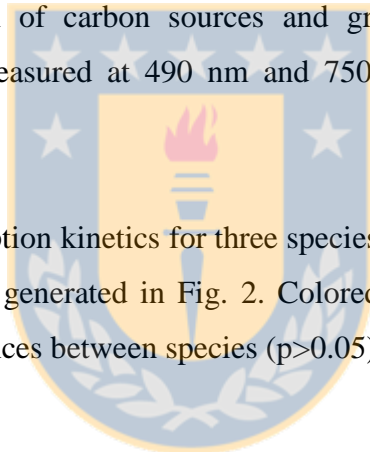 of carbon sources and gr
easured at 490 nm and 750
tion kinetics for three species
generated in Fig. 2. Colored
nces between species (p>0.05)